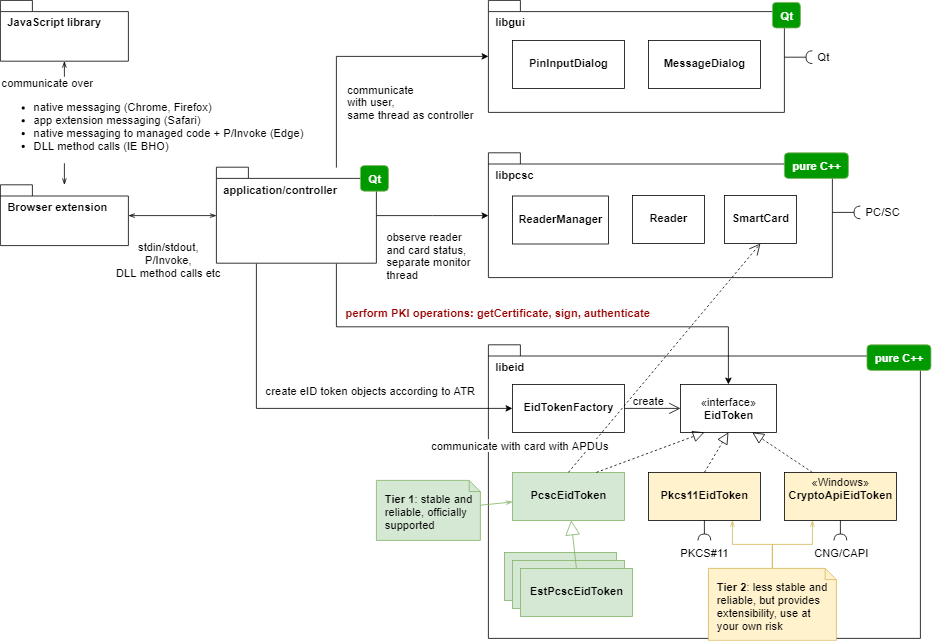 JavaScript library
communicate over
native messaging (Chrome, Firefox)
app extension messaging (Safari)
native messaging to managed code + P/Invoke (Edge)
DLL method calls (IE BHO)
Browser extension
stdin/stdout,
P/Invoke,
DLL method calls etc
application/controller
Qt
communicate
with user,
same thread as controller
libgui
Qt
PinInputDialog
MessageDialog
Qt
observe reader
and card status,
separate monitor
thread
libpcsc
pure C++
ReaderManager
Reader
SmartCard
PC/SC
perform PKI operations: getCertificate, sign, authenticate
create eID token objects according to ATR
libeid
pure C++
EidTokenFactory
create
«interface»
EidToken
communicate with card with APDUs
Tier 1: stable and
reliable, officially
supported
PcscEidToken
Pkcs11EidToken
«Windows»
CryptoApiEidToken
PKCS#11
CNG/CAPI
EstPcscEidToken
Tier 2: less stable and
reliable, but provides
extensibility, use at
your own risk